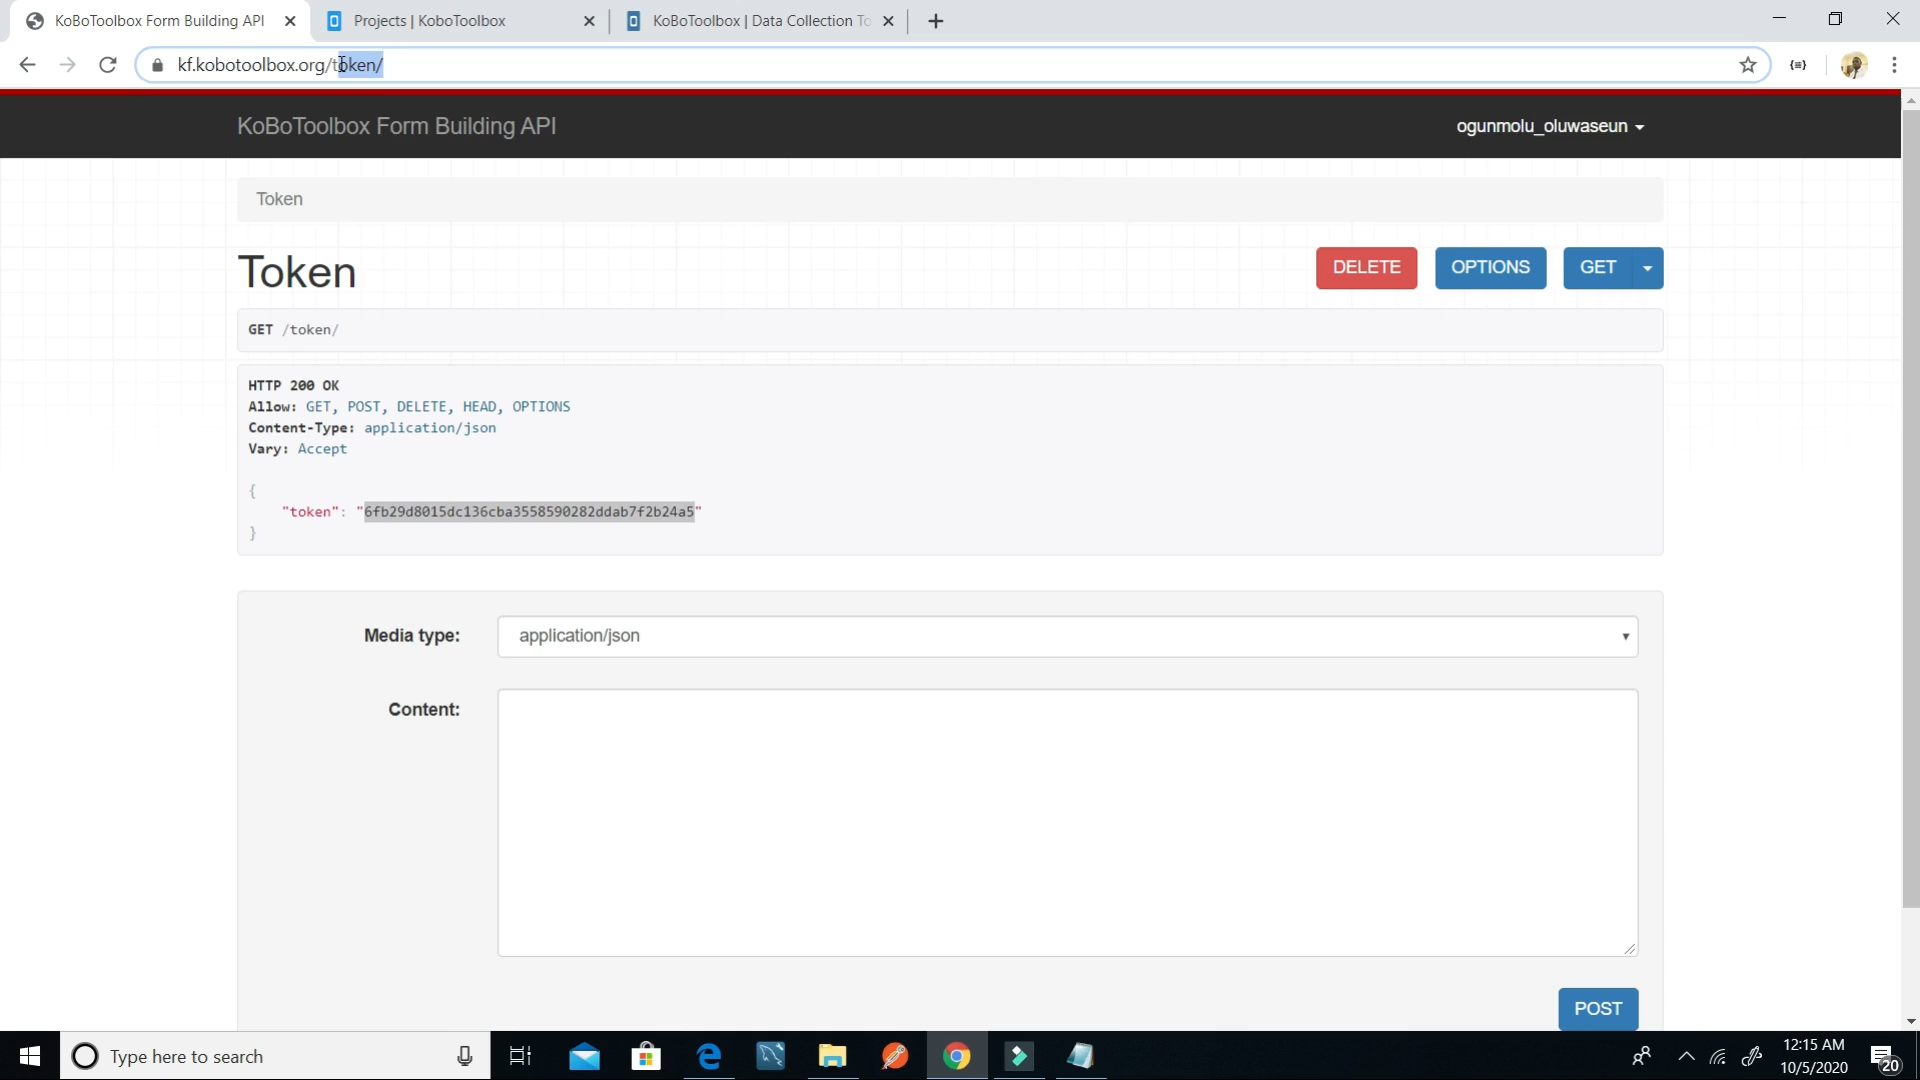 KoBoToolbox Form Building API
Projects | KoboToolbox
KoBoToolbox | Data Collection To
kf.kobotoolbox.org/token/
KoBoToolbox Form Building API
ogunmolu_oluwaseun
Token
Token
DELETE
OPTIONS
GET
GET /token/
HTTP 200 OK
Allow: GET, POST, DELETE, HEAD, OPTIONS
Content-Type: application/json
Vary: Accept
{
"token": "6fb29d8015dc136cba3558590282ddab7f2b24a5"
}
Media type:
application/json
Content:
POST
Type here to search
12:15 AM
10/5/2020
20